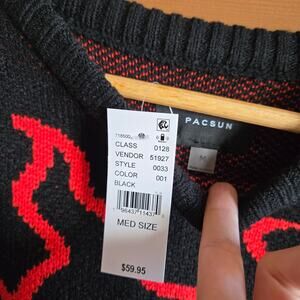 PACSUN
M
CLASS 0128
VENDOR 51927
STYLE 0033
COLOR 001
BLACK
MED SIZE
$59.95